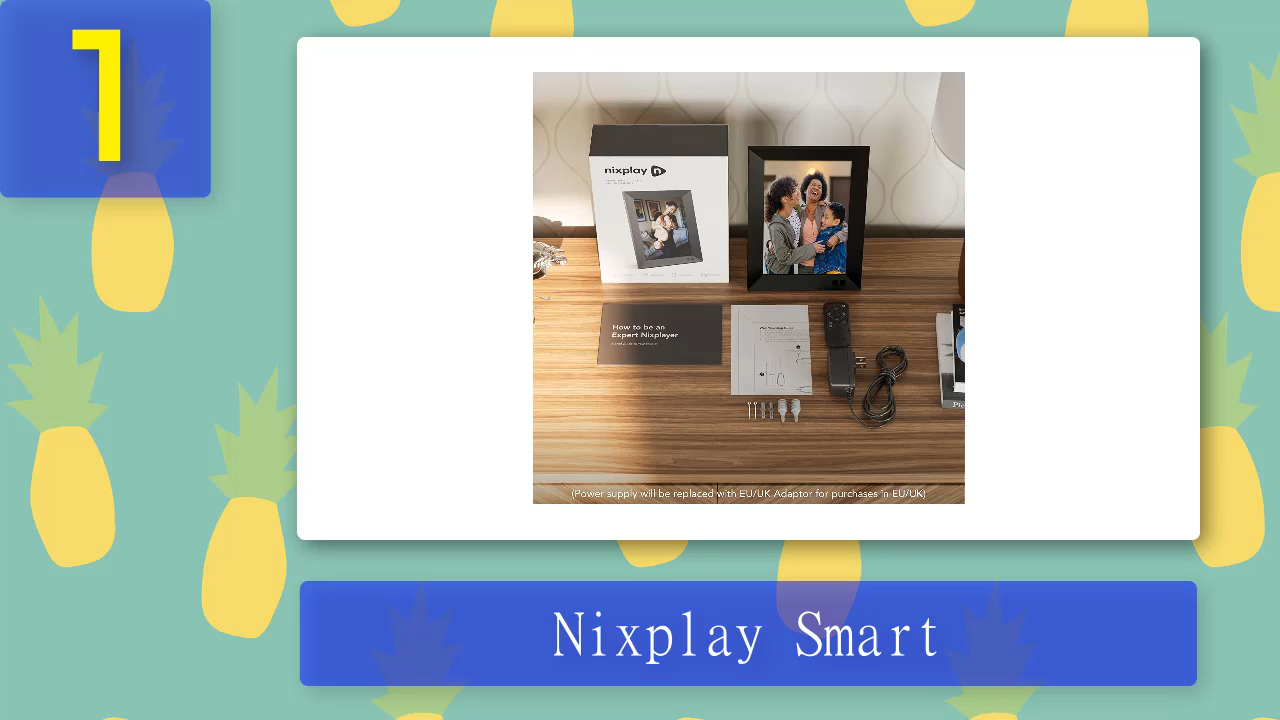 1
nixplay
How to be an
Expert Nixplayer
(Power supply will be replaced with EU/UK Adaptor for purchases in EU/UK)
Nixplay Smart